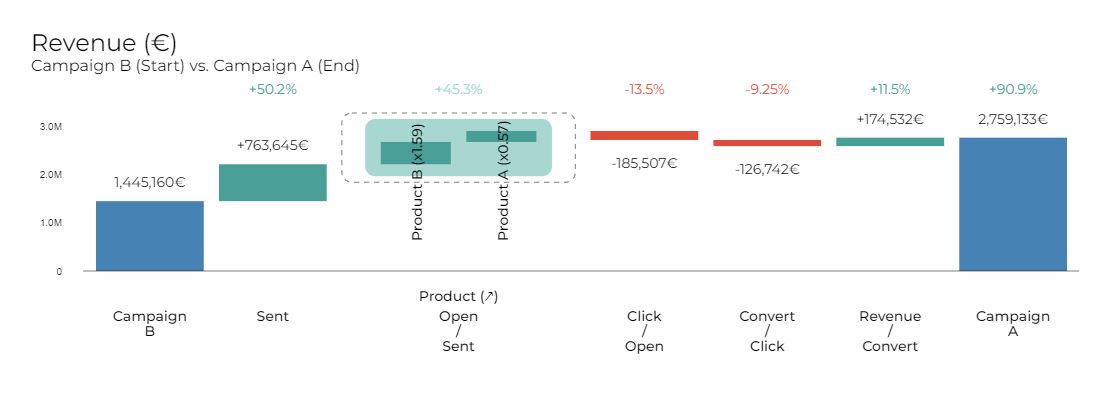 Revenue (€)
Campaign B (Start) vs. Campaign A (End)
+50.2%
+45.3%
-13.5%
-9.25%
+11.5%
+90.9%
3.0M
2.0M
1.0M
0
1,445,160€
+763,645€
Product B (x1.59)
Product A (x0.57)
-185,507€
-126,742€
+174,532€
2,759,133€
Campaign
B
Sent
Product (↗)
Open
/
Sent
Click
/
Open
Convert
/
Click
Revenue
/
Convert
Campaign
A